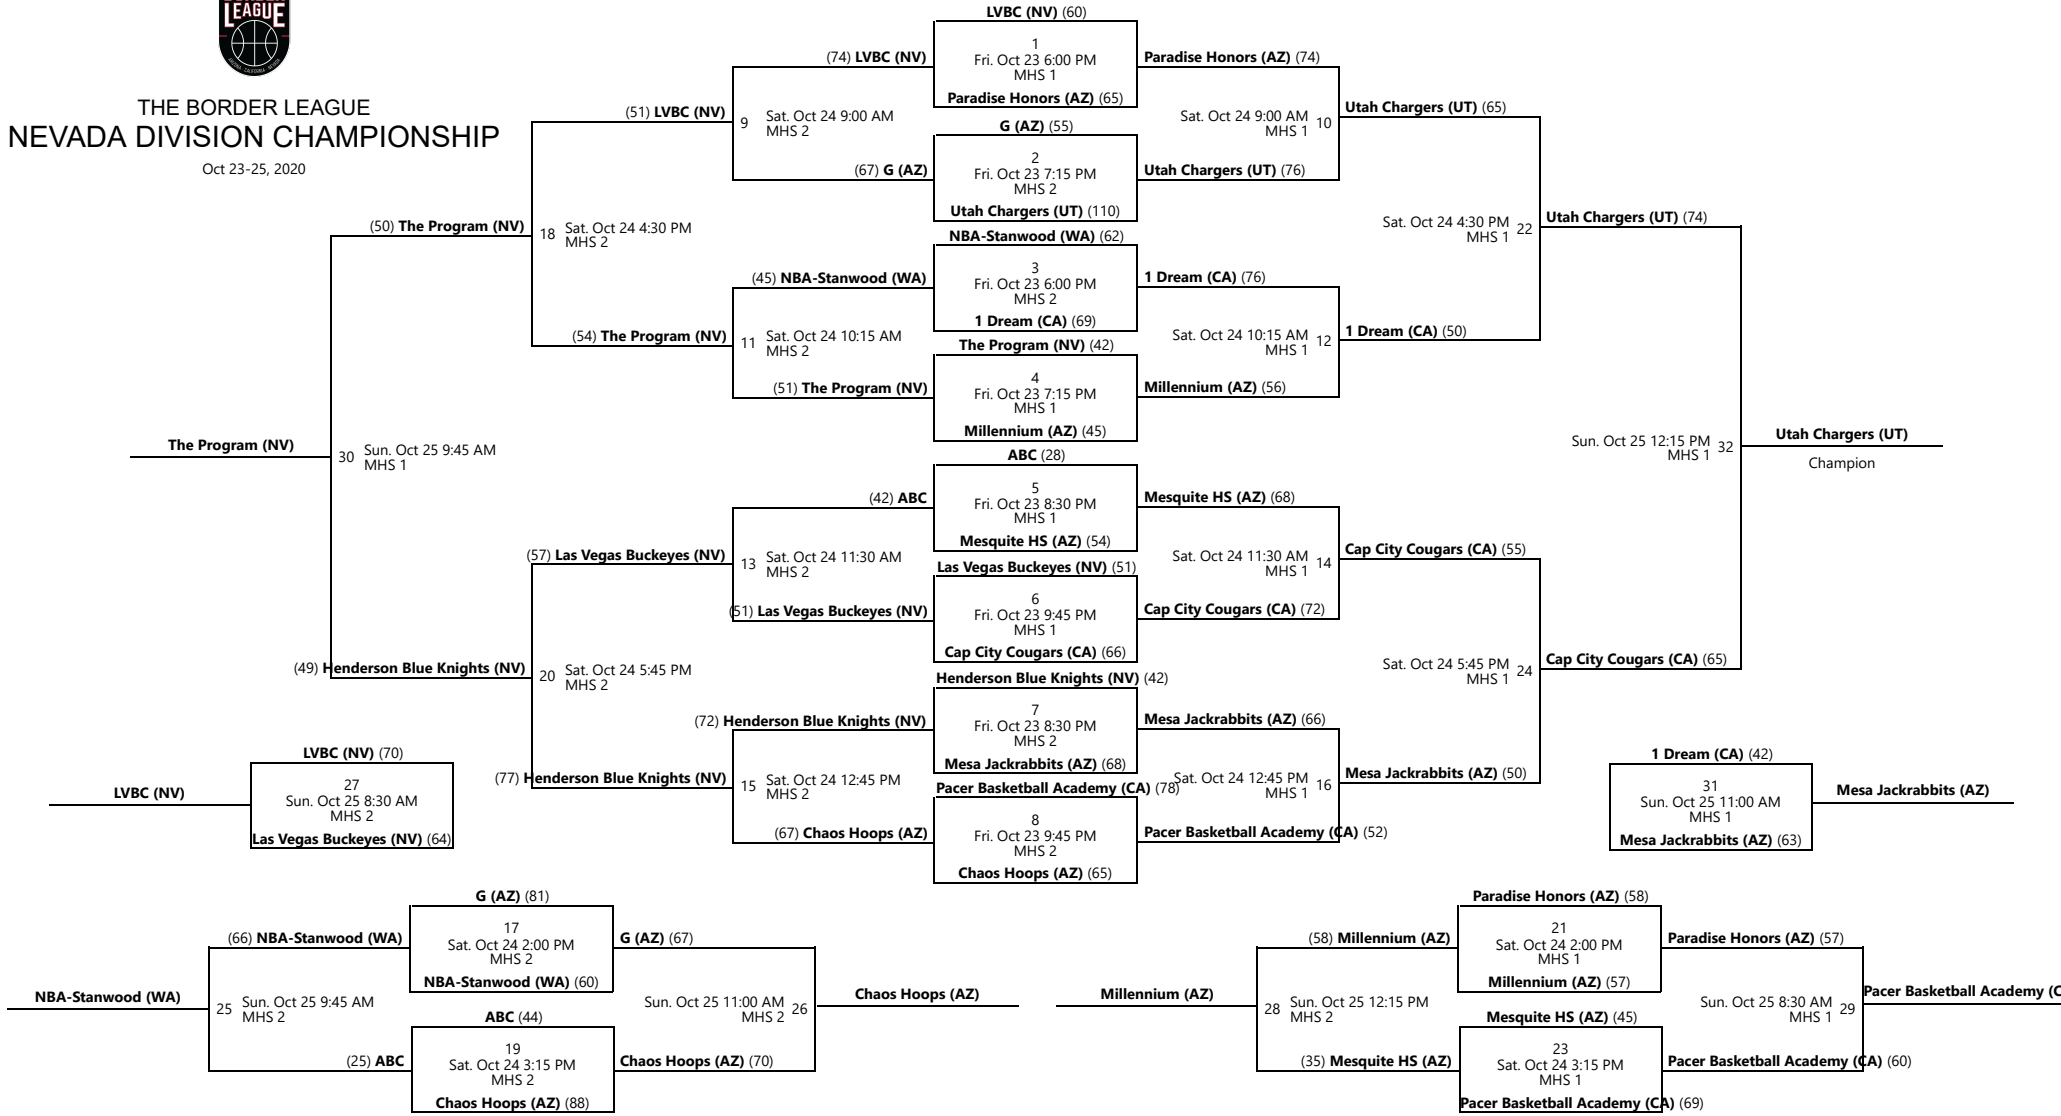 LEAGUE
THE BORDER LEAGUE
NEVADA DIVISION CHAMPIONSHIP
Oct 23-25, 2020
LVBC (NV) (60)
1
Fri. Oct 23 6:00 PM
MHS 1
Paradise Honors (AZ) (65)
G (AZ) (55)
2
Fri. Oct 23 7:15 PM
MHS 2
Utah Chargers (UT) (110)
NBA-Stanwood (WA) (62)
3
Fri. Oct 23 6:00 PM
MHS 2
1 Dream (CA) (69)
The Program (NV) (42)
4
Fri. Oct 23 7:15 PM
MHS 1
Millennium (AZ) (45)
ABC (28)
5
Fri. Oct 23 8:30 PM
MHS 1
Mesquite HS (AZ) (54)
Las Vegas Buckeyes (NV) (51)
6
Fri. Oct 23 9:45 PM
MHS 1
Cap City Cougars (CA) (66)
Henderson Blue Knights (NV) (42)
7
Fri. Oct 23 8:30 PM
MHS 2
Mesa Jackrabbits (AZ) (68)
Pacer Basketball Academy (CA) (78)
8
Fri. Oct 23 9:45 PM
MHS 2
Chaos Hoops (AZ) (65)
(74) LVBC (NV)
9 Sat. Oct 24 9:00 AM
MHS 2
(67) G (AZ)
(45) NBA-Stanwood (WA)
11 Sat. Oct 24 10:15 AM
MHS 2
(51) The Program (NV)
(42) ABC
13 Sat. Oct 24 11:30 AM
MHS 2
(51) Las Vegas Buckeyes (NV)
(72) Henderson Blue Knights (NV)
15 Sat. Oct 24 12:45 PM
MHS 2
(67) Chaos Hoops (AZ)
(51) LVBC (NV)
18 Sat. Oct 24 4:30 PM
MHS 2
(54) The Program (NV)
(57) Las Vegas Buckeyes (NV)
20 Sat. Oct 24 5:45 PM
MHS 2
(77) Henderson Blue Knights (NV)
(50) The Program (NV)
30 Sun. Oct 25 9:45 AM
MHS 1
(49) Henderson Blue Knights (NV)
The Program (NV)
Paradise Honors (AZ) (74)
Sat. Oct 24 9:00 AM 10
MHS 1
Utah Chargers (UT) (76)
1 Dream (CA) (76)
Sat. Oct 24 10:15 AM 12
MHS 1
Millennium (AZ) (56)
Mesquite HS (AZ) (68)
Sat. Oct 24 11:30 AM 14
MHS 1
Cap City Cougars (CA) (72)
Mesa Jackrabbits (AZ) (66)
Sat. Oct 24 12:45 PM 16
MHS 1
Pacer Basketball Academy (CA) (52)
Utah Chargers (UT) (65)
Sat. Oct 24 4:30 PM 22
MHS 1
1 Dream (CA) (50)
Cap City Cougars (CA) (55)
Sat. Oct 24 5:45 PM 24
MHS 1
Mesa Jackrabbits (AZ) (50)
Utah Chargers (UT) (74)
Sun. Oct 25 12:15 PM 32
MHS 1
Cap City Cougars (CA) (65)
Utah Chargers (UT)
Champion
LVBC (NV) (70)
27
Sun. Oct 25 8:30 AM
MHS 2
Las Vegas Buckeyes (NV) (64)
LVBC (NV)
1 Dream (CA) (42)
31
Sun. Oct 25 11:00 AM
MHS 1
Mesa Jackrabbits (AZ) (63)
Mesa Jackrabbits (AZ)
G (AZ) (81)
17
Sat. Oct 24 2:00 PM
MHS 2
NBA-Stanwood (WA) (60)
ABC (44)
19
Sat. Oct 24 3:15 PM
MHS 2
Chaos Hoops (AZ) (88)
(66) NBA-Stanwood (WA)
25 Sun. Oct 25 9:45 AM
MHS 2
(25) ABC
NBA-Stanwood (WA)
G (AZ) (67)
Sun. Oct 25 11:00 AM 26
MHS 2
Chaos Hoops (AZ) (70)
Chaos Hoops (AZ)
Paradise Honors (AZ) (58)
21
Sat. Oct 24 2:00 PM
MHS 1
Millennium (AZ) (57)
Mesquite HS (AZ) (45)
23
Sat. Oct 24 3:15 PM
MHS 1
Pacer Basketball Academy (CA) (69)
(58) Millennium (AZ)
28 Sun. Oct 25 12:15 PM
MHS 2
(35) Mesquite HS (AZ)
Millennium (AZ)
Paradise Honors (AZ) (57)
Sun. Oct 25 8:30 AM 29
MHS 1
Pacer Basketball Academy (CA) (60)
Pacer Basketball Academy (C